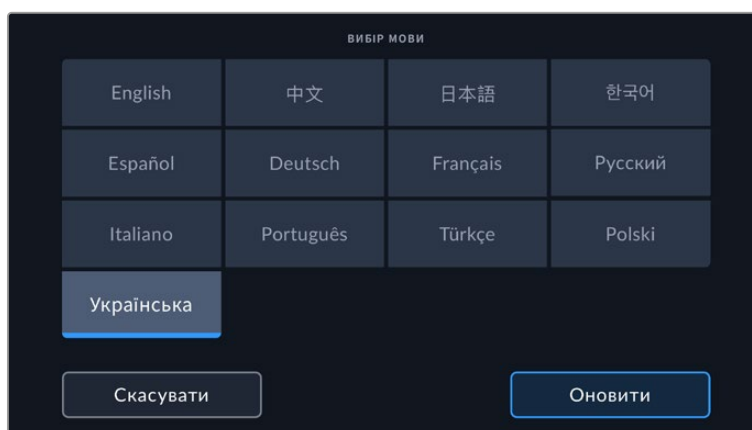 ВИБІР МОВИ
English 中文 日本語 한국어
Español Deutsch Français Русский
Italiano Português Türkçe Polski
Українська
Скасувати Оновити